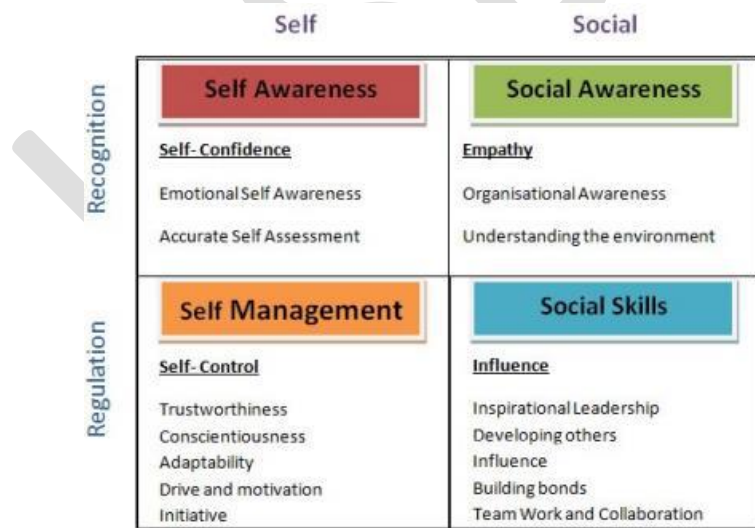 Self
Social
Recognition
Self Awareness
Self- Confidence
Emotional Self Awareness
Accurate Self Assessment
Social Awareness
Empathy
Organisational Awareness
Understanding the environment
Regulation
Self Management
Self- Control
Trustworthiness
Conscientiousness
Adaptability
Drive and motivation
Initiative
Social Skills
Influence
Inspirational Leadership
Developing others
Influence
Building bonds
Team Work and Collaboration